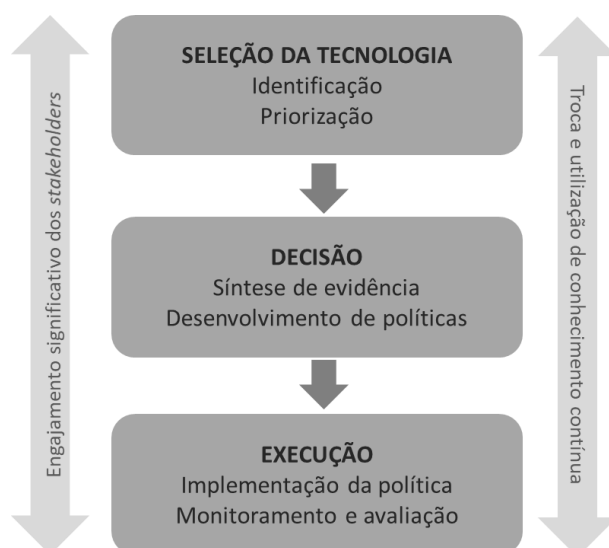 Engajamento significativo dos stakeholders
SELEÇÃO DA TECNOLOGIA
Identificação
Priorização
DECISÃO
Síntese de evidência
Desenvolvimento de políticas
EXECUÇÃO
Implementação da política
Monitoramento e avaliação
Troca e utilização de conhecimento contínua